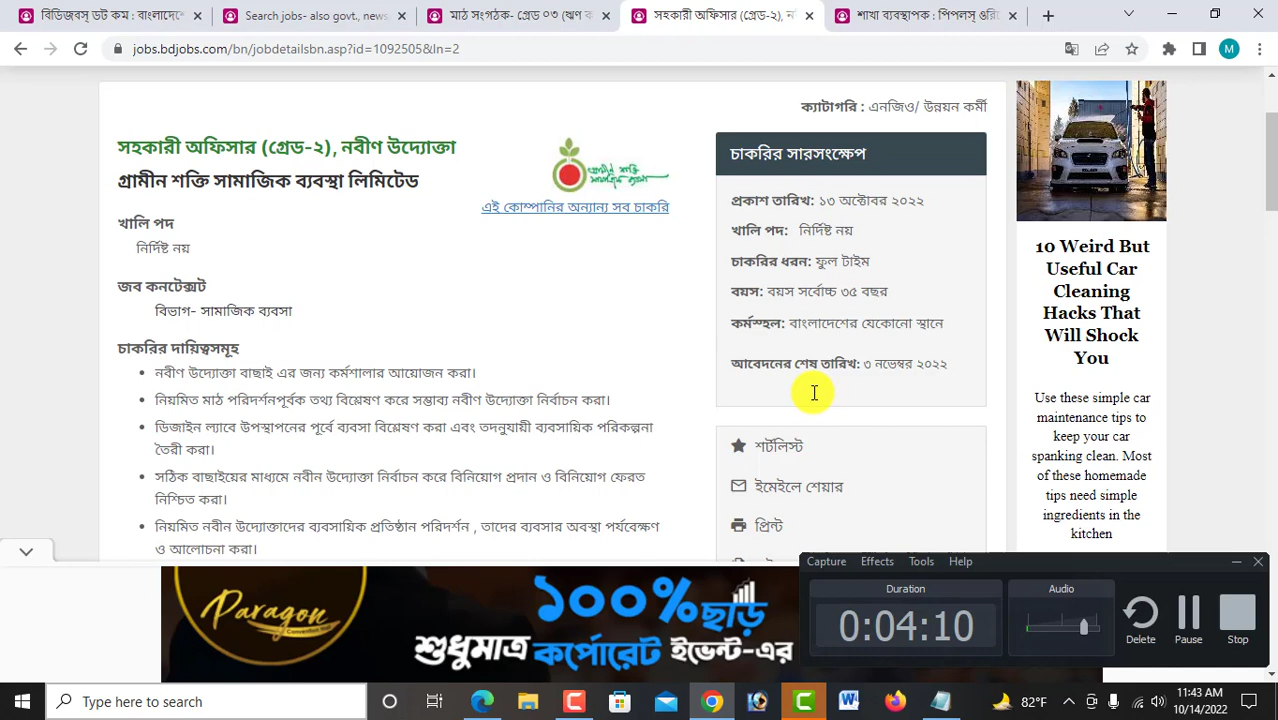 বিডিজবস্ ডট কম : বাংলাদেশে
Search jobs- also govt., news,
মাঠ সংগঠক- গ্রেড ০৩ (ঋণ ক
সহকারী অফিসার (গ্রেড-২), ন
শাখা ব্যবস্থাপক : পিপলস্ ওরি
jobs.bdjobs.com/bn/jobdetailsbn.asp?id=1092505&ln=2
M
ক্যাটাগরি : এনজিও/ উন্নয়ন কর্মী
সহকারী অফিসার (গ্রেড-২), নবীণ উদ্যোক্তা
গ্রামীন শক্তি সামাজিক ব্যবস্থা লিমিটেড
এই কোম্পানির অন্যান্য সব চাকরি
খালি পদ
নির্দিষ্ট নয়
জব কনটেক্সট
বিভাগ- সামাজিক ব্যবসা
চাকরির দায়িত্বসমূহ
নবীণ উদ্যোক্তা বাছাই এর জন্য কর্মশালার আয়োজন করা।
নিয়মিত মাঠ পরিদর্শনপূর্বক তথ্য বিশ্লেষণ করে সম্ভাব্য নবীণ উদ্যোক্তা নির্বাচন করা।
ডিজাইন ল্যাবে উপস্থাপনের পূর্বে ব্যবসা বিশ্লেষণ করা এবং তদনুযায়ী ব্যবসায়িক পরিকল্পনা
তৈরী করা।
সঠিক বাছাইয়ের মাধ্যমে নবীন উদ্যোক্তা নির্বাচন করে বিনিয়োগ প্রদান ও বিনিয়োগ ফেরত
নিশ্চিত করা।
নিয়মিত নবীন উদ্যোক্তাদের ব্যবসায়িক প্রতিষ্ঠান পরিদর্শন , তাদের ব্যবসার অবস্থা পর্যবেক্ষণ
ও আলোচনা করা।
চাকরির সারসংক্ষেপ
প্রকাশ তারিখ: ১৩ অক্টোবর ২০২২
খালি পদ: নির্দিষ্ট নয়
চাকরির ধরন: ফুল টাইম
বয়স: বয়স সর্বোচ্চ ৩৫ বছর
কর্মস্হল: বাংলাদেশের যেকোনো স্থানে
আবেদনের শেষ তারিখ: ৩ নভেম্বর ২০২২
শর্টলিস্ট
ইমেইলে শেয়ার
প্রিন্ট
10 Weird But
Useful Car
Cleaning
Hacks That
Will Shock
You
Use these simple car
maintenance tips to
keep your car
spanking clean. Most
of these homemade
tips need simple
ingredients in the
kitchen
Paragon
Convention Hall
১০০% ছাড়
শুধুমাত্র কর্পোরেট ইভেন্ট-এর
Capture Effects Tools Help
Duration
0:04:10
Audio
Delete Pause Stop
Type here to search
82°F
11:43 AM
10/14/2022